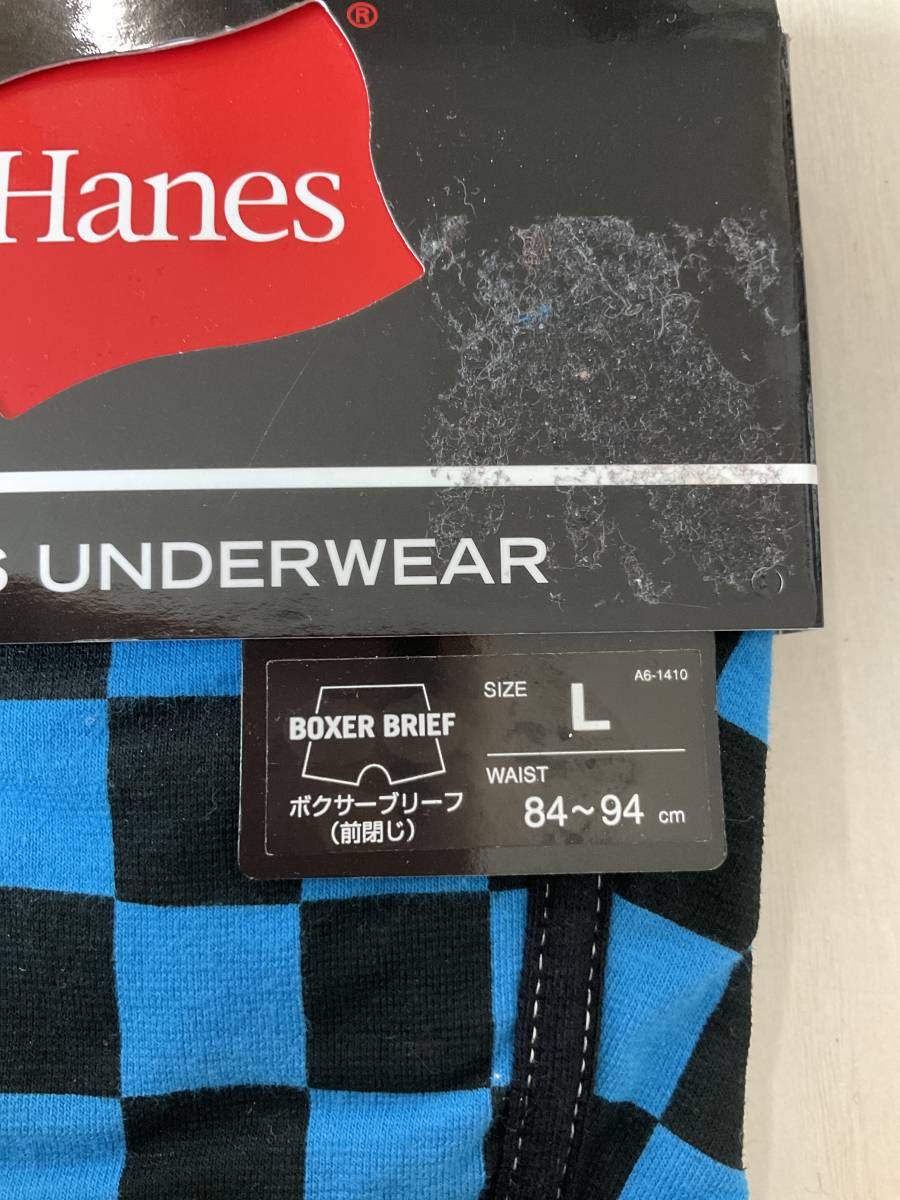 ®
Hanes
S UNDERWEAR
BOXER BRIEF
ボクサーブリーフ
(前閉じ)
SIZE
L
A6-1410
WAIST
84~94 cm